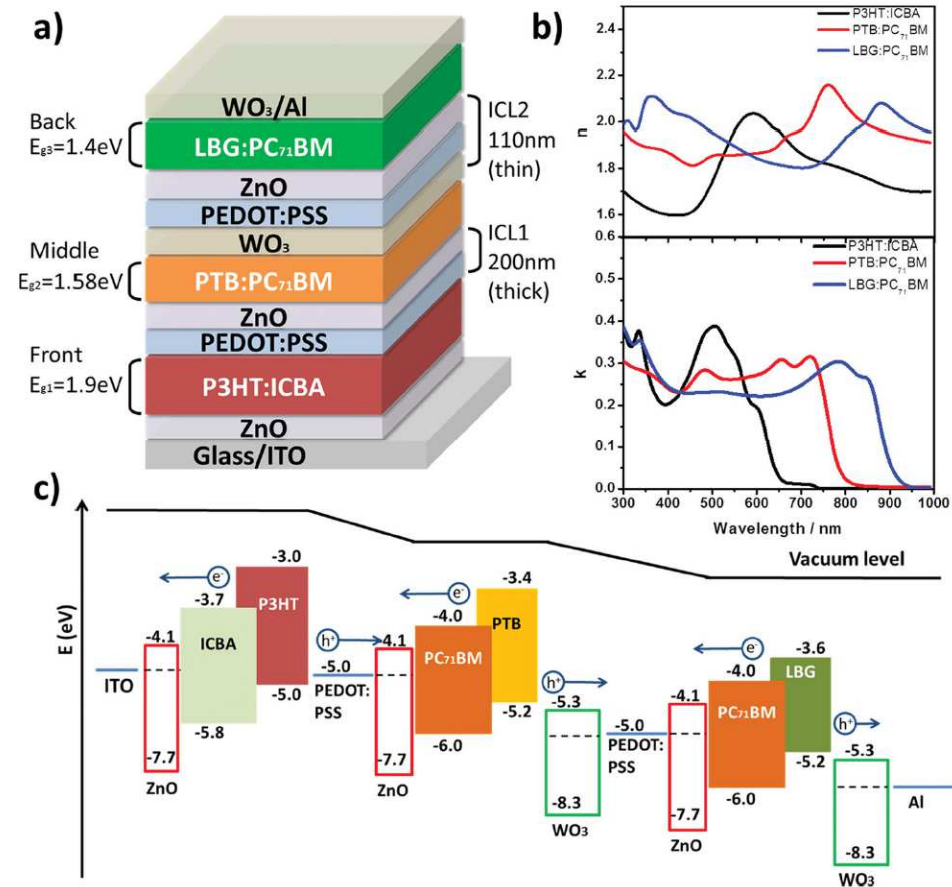 a)
WO₃/Al
Back
E_g3=1.4eV
LBG:PC₇₁BM
ICL2
110nm
(thin)
ZnO
PEDOT:PSS
WO₃
Middle
E_g2=1.58eV
PTB:PC₇₁BM
ICL1
200nm
(thick)
ZnO
PEDOT:PSS
Front
E_g1=1.9eV
P3HT:ICBA
ZnO
Glass/ITO
b)
P3HT:ICBA
PTB:PC₇₁BM
LBG:PC₇₁BM
n
2.4
2.2
2.0
1.8
1.6
0.6
P3HT:ICBA
PTB:PC₇₁BM
LBG:PC₇₁BM
k
0.5
0.4
0.3
0.2
0.1
0.0
300 400 500 600 700 800 900 1000
Wavelength / nm
c)
E (eV)
Vacuum level
ITO
-4.1
-7.7
ZnO
-3.7
ICBA
-5.8
e⁻
-3.0
P3HT
-5.0
h⁺
-5.0
PEDOT:
PSS
-4.1
-7.7
ZnO
e⁻
-4.0
PC₇₁BM
-6.0
-3.4
PTB
-5.2
h⁺
-5.3
-8.3
WO₃
-5.0
PEDOT:
PSS
-4.1
-7.7
ZnO
e⁻
-4.0
PC₇₁BM
-6.0
-3.6
LBG
-5.2
h⁺
-5.3
-8.3
WO₃
Al